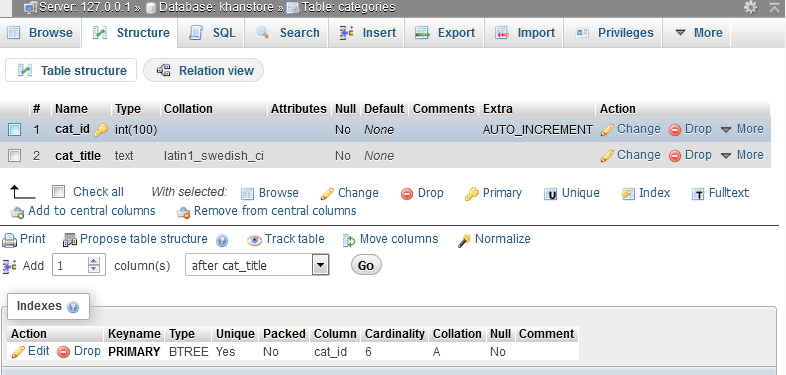 Server: 127.0.0.1 » Database: khanstore » Table: categories
Browse Structure SQL Search Insert Export Import Privileges More
Table structure Relation view
# Name Type Collation Attributes Null Default Comments Extra Action
1 cat_id int(100) No None AUTO_INCREMENT Change Drop More
2 cat_title text latin1_swedish_ci No None Change Drop More
Check all With selected: Browse Change Drop Primary Unique Index Fulltext
Add to central columns Remove from central columns
Print Propose table structure Track table Move columns Normalize
Add 1 column(s) after cat_title Go
Indexes
Action Keyname Type Unique Packed Column Cardinality Collation Null Comment
Edit Drop PRIMARY BTREE Yes No cat_id 6 A No